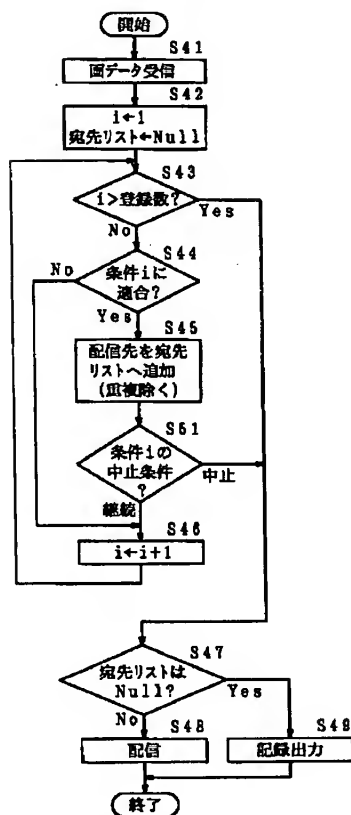 開始
S41
画データ受信
S42
i←1
宛先リスト←Null
S43
i>登録数?
Yes
No
S44
No
条件iに
適合?
Yes
S45
配信先を宛先
リストへ追加
(重複除く)
S51
条件iの
中止条件
?
中止
継続
S46
i←i+1
S47
宛先リストは
Null?
Yes
No
S48
S49
配信
記録出力
終了